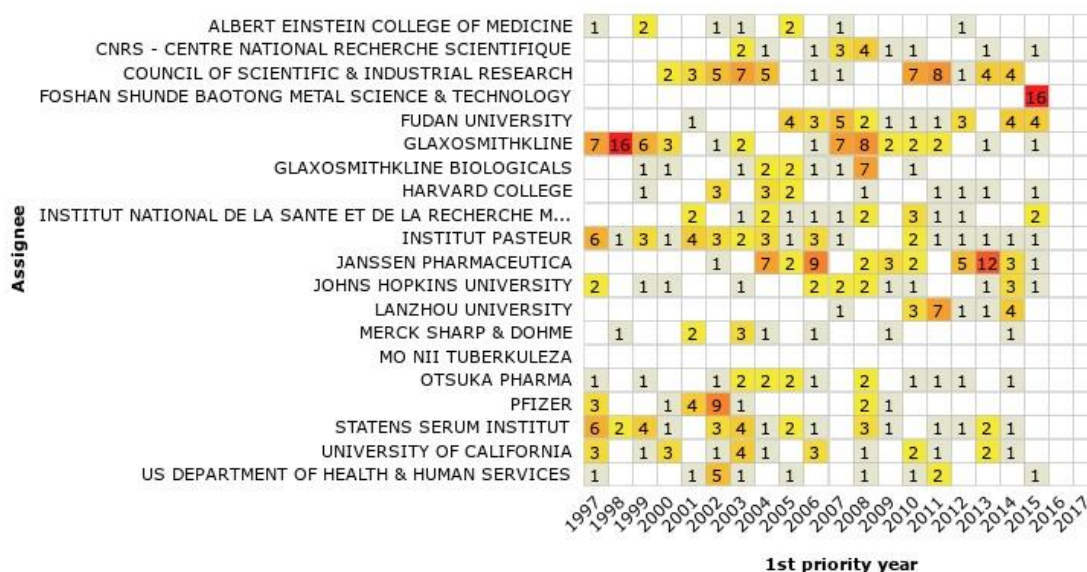 ALBERT EINSTEIN COLLEGE OF MEDICINE 1 2 1 1 2 1 1
CNRS - CENTRE NATIONAL RECHERCHE SCIENTIFIQUE 2 1 1 3 4 1 1 1 1
COUNCIL OF SCIENTIFIC & INDUSTRIAL RESEARCH 2 3 5 7 5 1 1 7 8 1 4 4
FOSHAN SHUNDE BAOTONG METAL SCIENCE & TECHNOLOGY 16
FUDAN UNIVERSITY 1 4 3 5 2 1 1 1 3 4 4
GLAXOSMITHKLINE 7 16 6 3 1 2 1 7 8 2 2 2 1 1
GLAXOSMITHKLINE BIOLOGICALS 1 1 1 2 2 1 1 7 1
HARVARD COLLEGE 1 3 3 2 1 1 1 1 1
INSTITUT NATIONAL DE LA SANTE ET DE LA RECHERCHE M... 2 1 2 1 1 1 2 3 1 1 2
INSTITUT PASTEUR 6 1 3 1 4 3 2 3 1 3 1 2 1 1 1 1 1
JANSSEN PHARMACEUTICA 1 7 2 9 2 3 2 5 12 3 1
JOHNS HOPKINS UNIVERSITY 2 1 1 1 2 2 2 1 1 1 3 1
LANZHOU UNIVERSITY 1 3 7 1 1 4
MERCK SHARP & DOHME 1 2 3 1 1 1 1
MO NII TUBERKULEZA
OTSUKA PHARMA 1 1 1 2 2 2 1 2 1 1 1 1
PFIZER 3 1 4 9 1 2 1
STATENS SERUM INSTITUT 6 2 4 1 3 4 1 2 1 3 1 1 1 2 1
UNIVERSITY OF CALIFORNIA 3 1 3 1 4 1 3 1 2 1 2 1
US DEPARTMENT OF HEALTH & HUMAN SERVICES 1 1 5 1 1 1 1 2 1
Assignee
1997 1998 1999 2000 2001 2002 2003 2004 2005 2006 2007 2008 2009 2010 2011 2012 2013 2014 2015 2016 2017
1st priority year